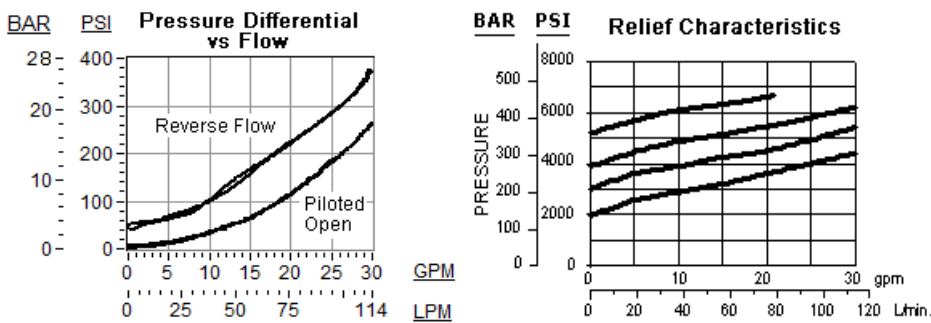 BAR PSI Pressure Differential
vs Flow
28 400
20 300
200
10 100
0 0
Reverse Flow
Piloted
Open
0 5 10 15 20 25 30 GPM
0 25 50 75 114 LPM
BAR PSI Relief Characteristics
PRESSURE
500 8000
400 6000
300 4000
200 2000
100
0 0
0 10 20 30 gpm
0 20 40 60 80 100 120 L/min.